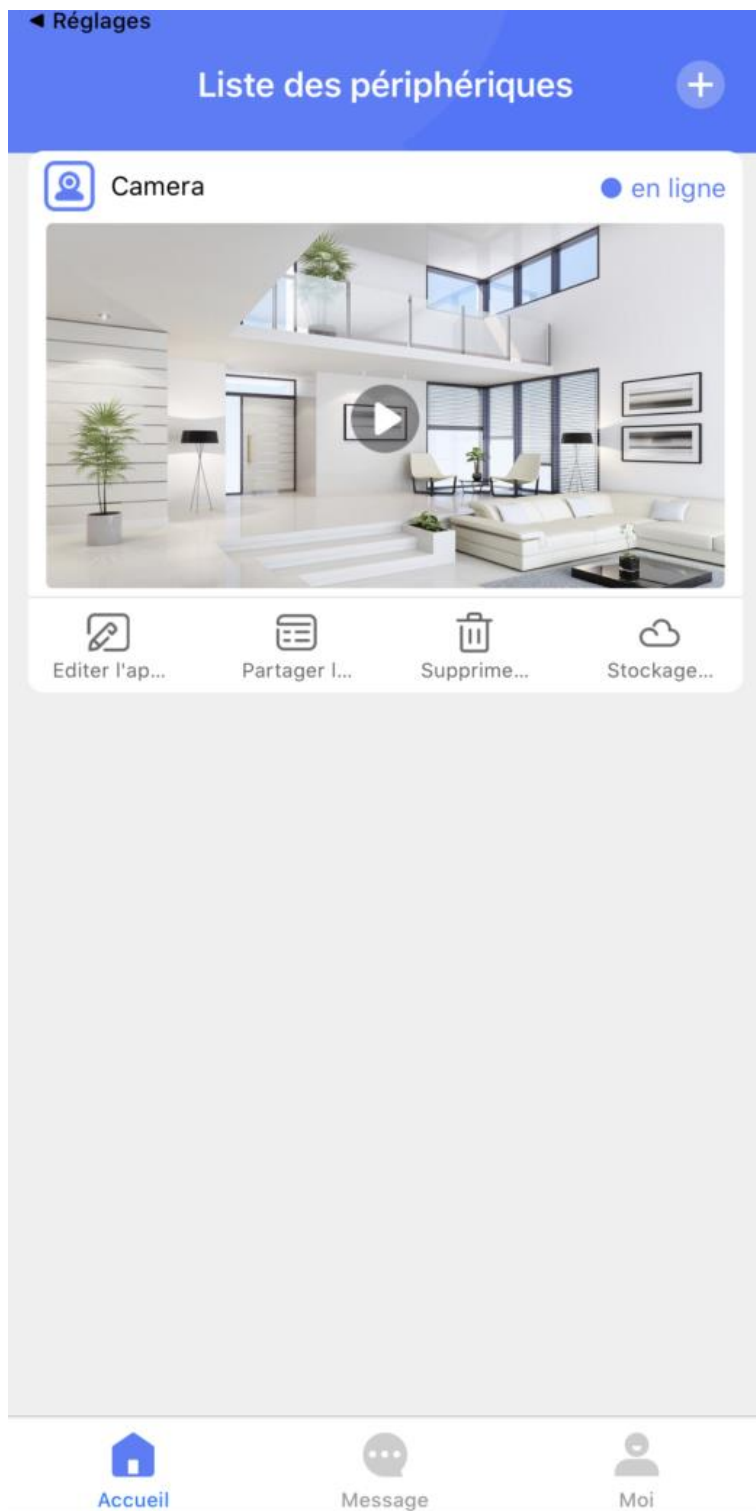 ◀ Réglages
Liste des périphériques
Camera
en ligne
Editer l'ap...
Partager l...
Supprime...
Stockage...
Accueil
Message
Moi